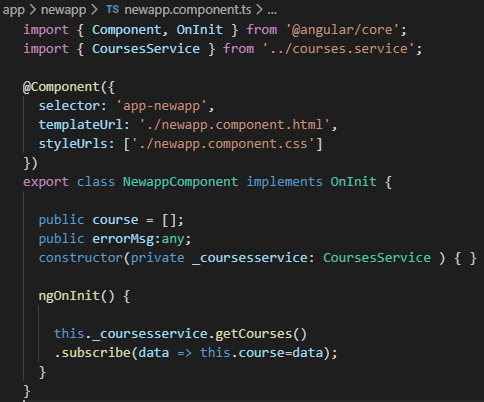 app > newapp > TS newapp.component.ts > ...
import { Component, OnInit } from '@angular/core';
import { CoursesService } from '../courses.service';
@Component({
selector: 'app-newapp',
templateUrl: './newapp.component.html',
styleUrls: ['./newapp.component.css']
})
export class NewappComponent implements OnInit {
public course = [];
public errorMsg:any;
constructor(private _coursesservice: CoursesService ) { }
ngOnInit() {
this._coursesservice.getCourses()
.subscribe(data => this.course=data);
}
}